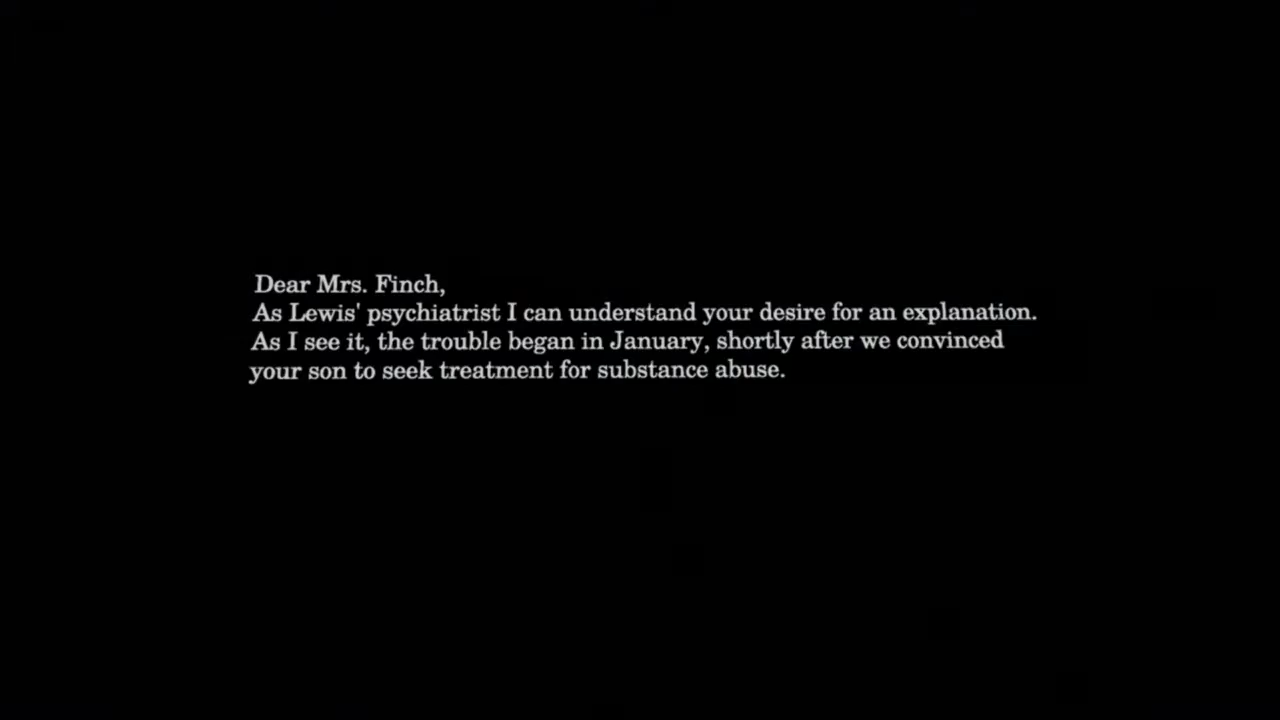 Dear Mrs. Finch,
As Lewis' psychiatrist I can understand your desire for an explanation.
As I see it, the trouble began in January, shortly after we convinced
your son to seek treatment for substance abuse.